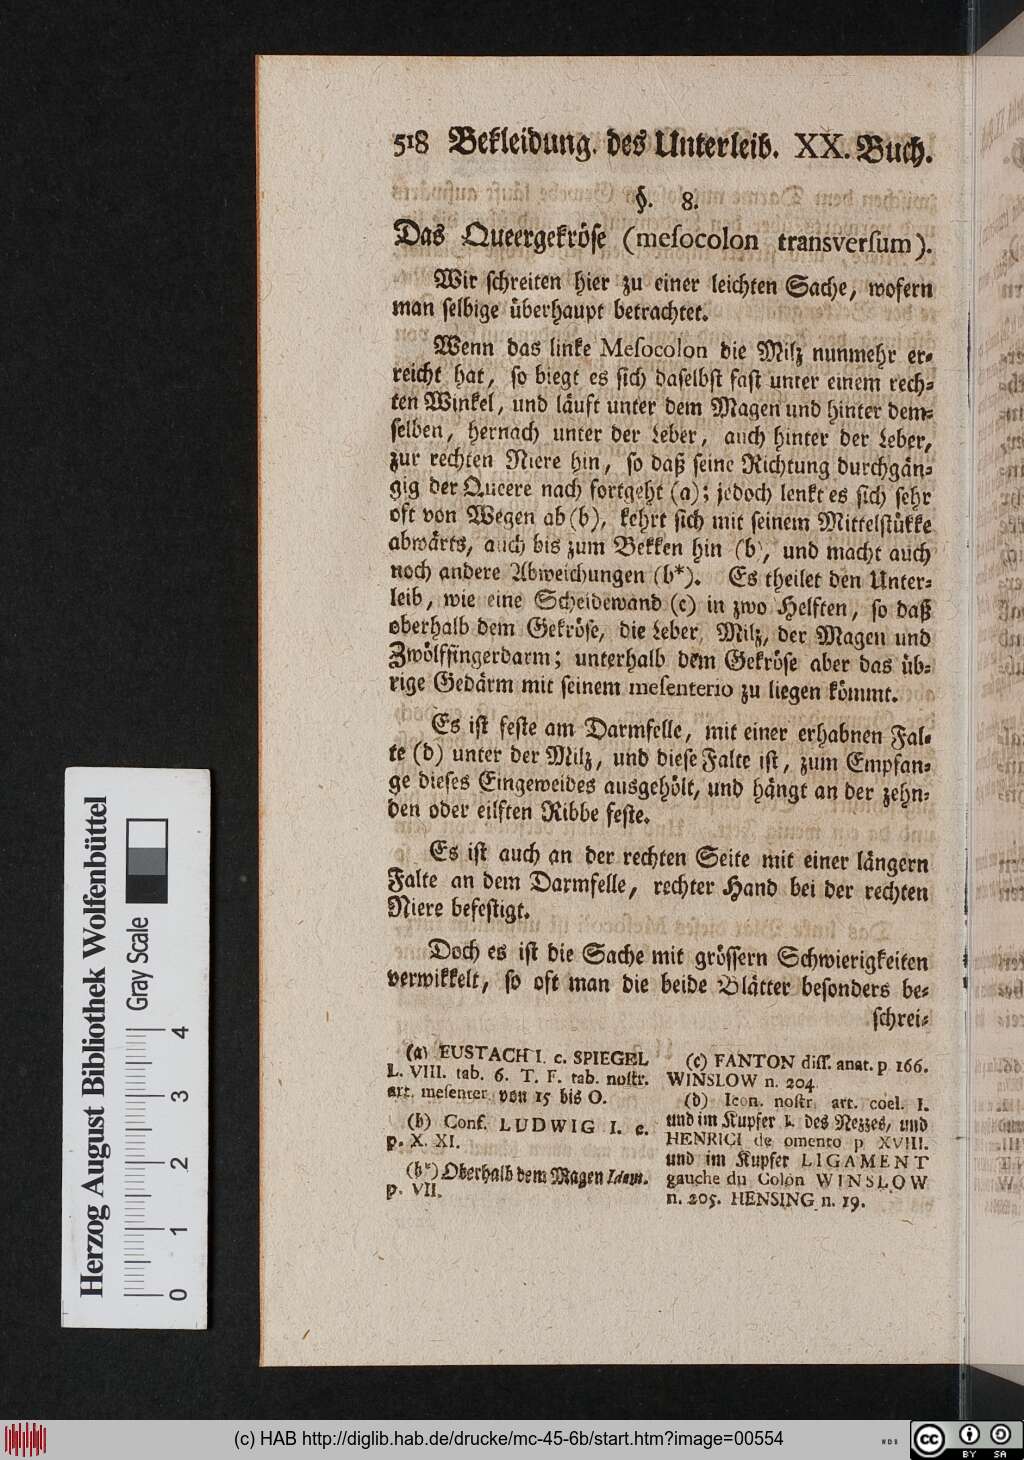 518 Bekleidung. des Unterleib. XX. Buch.
§. 8.
Das Queergekröse (mesocolon transversum).
Wir schreiten hier zu einer leichten Sache, wofern
man selbige überhaupt betrachtet.
Wenn das linke Mesocolon die Milz nunmehr er-
reicht hat, so biegt es sich daselbst fast unter einem rech-
ten Winkel, und läuft unter dem Magen und hinter dem-
selben, hernach unter der Leber, auch hinter der Leber,
zur rechten Niere hin, so daß seine Richtung durchgän-
gig der Queere nach fortgeht (a); jedoch lenkt es sich sehr
oft von Wegen ab (b), kehrt sich mit seinem Mittelstükke
abwärts, auch bis zum Bekken hin (b), und macht auch
noch andere Abweichungen (b*). Es theilet den Unter-
leib, wie eine Scheidewand (c) in zwo Helften, so daß
oberhalb dem Gekröse, die Leber, Milz, der Magen und
Zwölffingerdarm; unterhalb dem Gekröse aber das üb-
rige Gedärm mit seinem mesenterio zu liegen kömmt.
Es ist feste am Darmfelle, mit einer erhabnen Fal-
te (d) unter der Milz, und diese Falte ist, zum Empfan-
ge dieses Eingeweides ausgehölt, und hängt an der zehn-
den oder eilften Ribbe feste.
Es ist auch an der rechten Seite mit einer längern
Falte an dem Darmfelle, rechter Hand bei der rechten
Niere befestigt.
Doch es ist die Sache mit grössern Schwierigkeiten
verwikkelt, so oft man die beide Blätter besonders be-
schrei-
(a) EUSTACH I. c. SPIEGEL
L. VIII. tab. 6. T. F. tab. nostr.
art. mesenter. von 15 bis O.
(b) Conf. LUDWIG I. c.
p. X. XI.
(b*) Oberhalb dem Magen Idem.
p. VII.
(c) FANTON diss. anat. p 166.
WINSLOW n. 204.
(d) Icon. nostr. art. coel. I.
und im Kupfer I. des Nezzes, und
HENRICI de omento p XVIII.
und im Kupfer LIGAMENT
gauche du Colon WINSLOW
n. 205. HENSING n. 19.
Herzog August Bibliothek Wolfenbüttel
Gray Scale
0 1 2 3 4
(c) HAB http://diglib.hab.de/drucke/mc-45-6b/start.htm?image=00554
cc BY SA